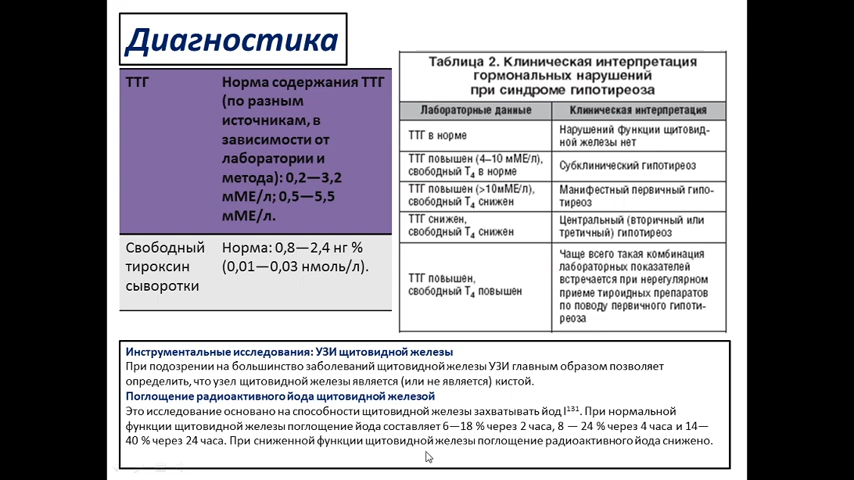 Диагностика
ТТГ
Норма содержания ТТГ
(по разным
источникам, в
зависимости от
лаборатории и
метода): 0,2—3,2
мМЕ/л; 0,5—5,5
мМЕ/л.
Свободный
тироксин
сыворотки
Норма: 0,8—2,4 нг %
(0,01—0,03 нмоль/л).
Таблица 2. Клиническая интерпретация
гормональных нарушений
при синдроме гипотиреоза
Лабораторные данные
Клиническая интерпретация
ТТГ в норме
Нарушений функции щитовид-
ной железы нет
ТТГ повышен (4–10 мМЕ/л),
свободный Т4 в норме
Субклинический гипотиреоз
ТТГ повышен (>10мМЕ/л),
свободный Т4 снижен
Манифестный первичный гипо-
тиреоз
ТТГ снижен,
свободный Т4 снижен
Центральный (вторичный или
третичный) гипотиреоз
ТТГ повышен,
свободный Т4 повышен
Чаще всего такая комбинация
лабораторных показателей
встречается при нерегулярном
приеме тироидных препаратов
по поводу первичного гипоти-
реоза
Инструментальные исследования: УЗИ щитовидной железы
При подозрении на большинство заболеваний щитовидной железы УЗИ главным образом позволяет
определить, что узел щитовидной железы является (или не является) кистой.
Поглощение радиоактивного йода щитовидной железой
Это исследование основано на способности щитовидной железы захватывать йод I131. При нормальной
функции щитовидной железы поглощение йода составляет 6—18 % через 2 часа, 8 — 24 % через 4 часа и 14—
40 % через 24 часа. При сниженной функции щитовидной железы поглощение радиоактивного йода снижено.